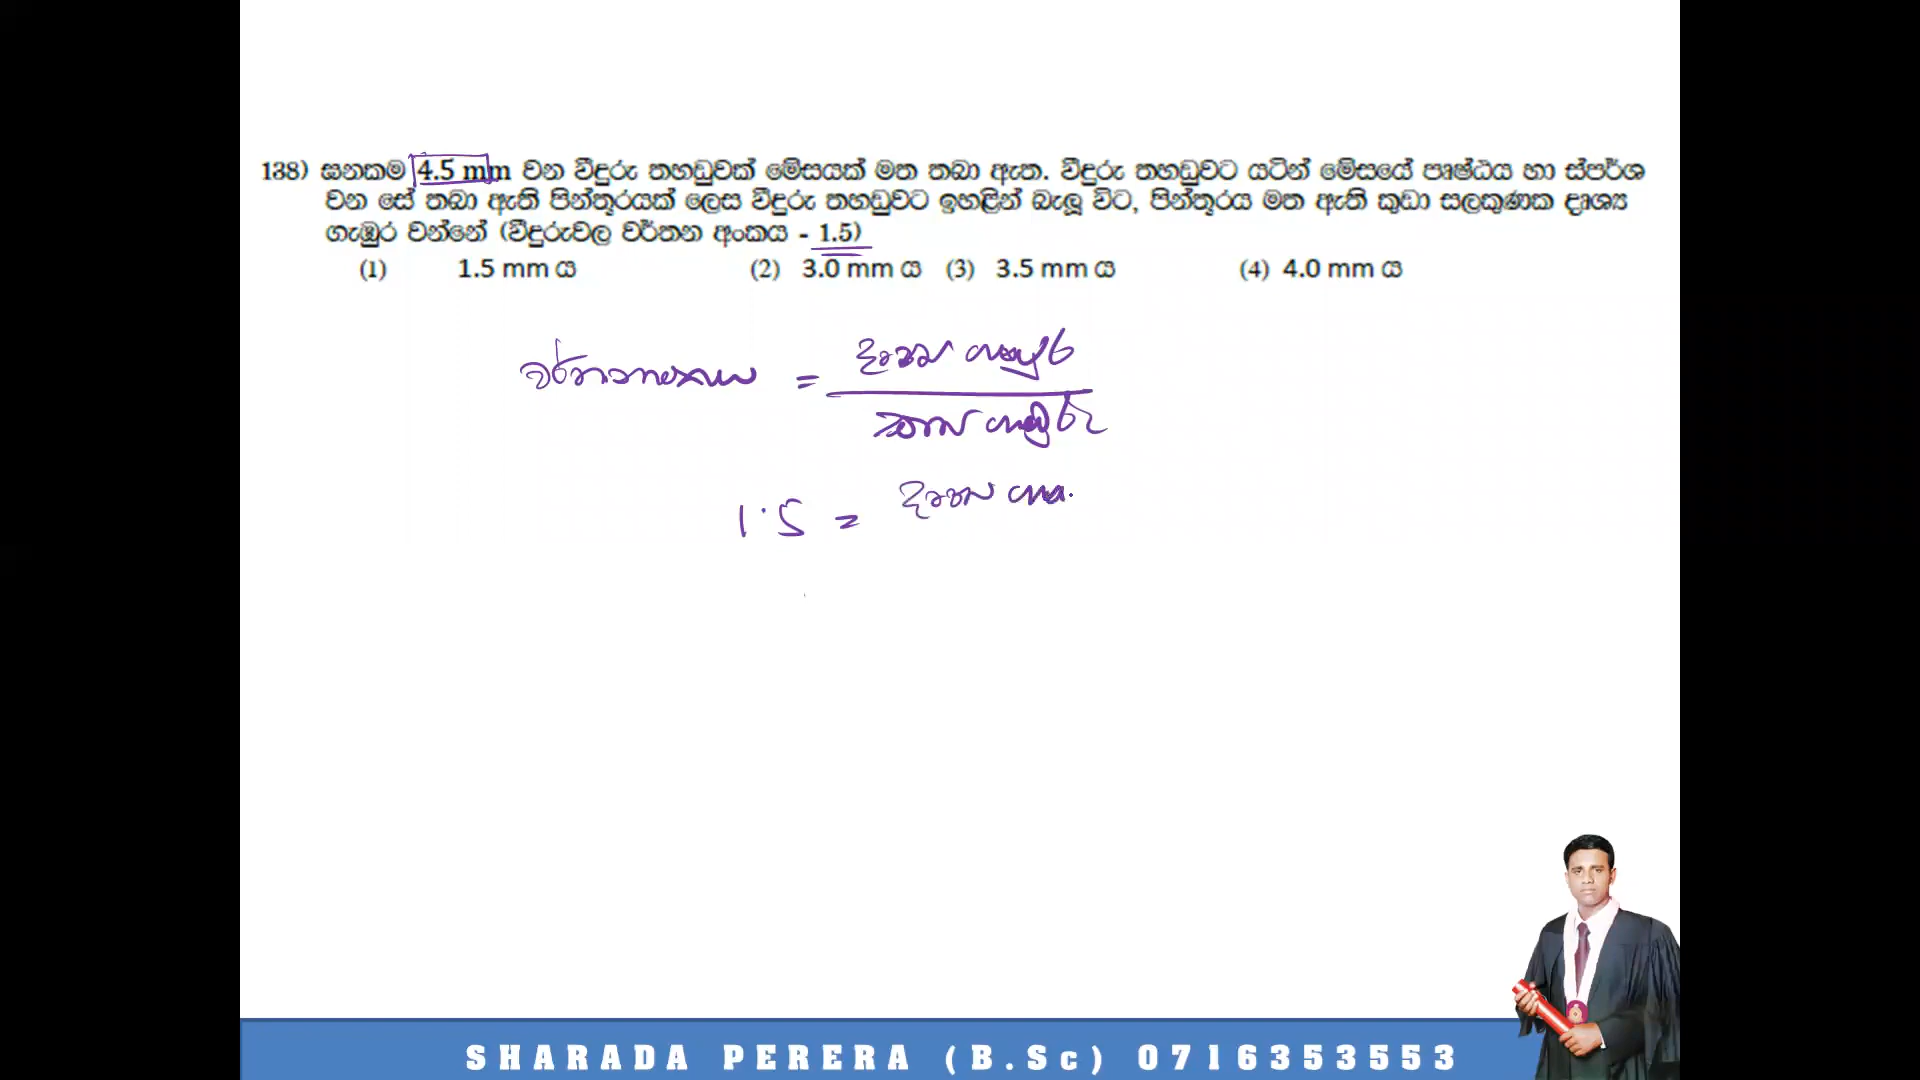 138) ඝනකම 4.5 mm වන වීදුරු තහඩුවක් මේසයක් මත තබා ඇත. වීදුරු තහඩුවට යටින් මේසයේ පෘෂ්ඨය හා ස්පර්ශ
වන සේ තබා ඇති පින්තූරයක් ලෙස වීදුරු තහඩුවට ඉහළින් බැලූ විට, පින්තූරය මත ඇති කුඩා සලකුණක දෘශ්‍ය
ගැඹුර වන්නේ (වීදුරුවල වර්තන අංකය - 1.5)
(1) 1.5 mm ය (2) 3.0 mm ය (3) 3.5 mm ය (4) 4.0 mm ය
=
1.5 =
SHARADA PERERA (B.Sc) 0716353553